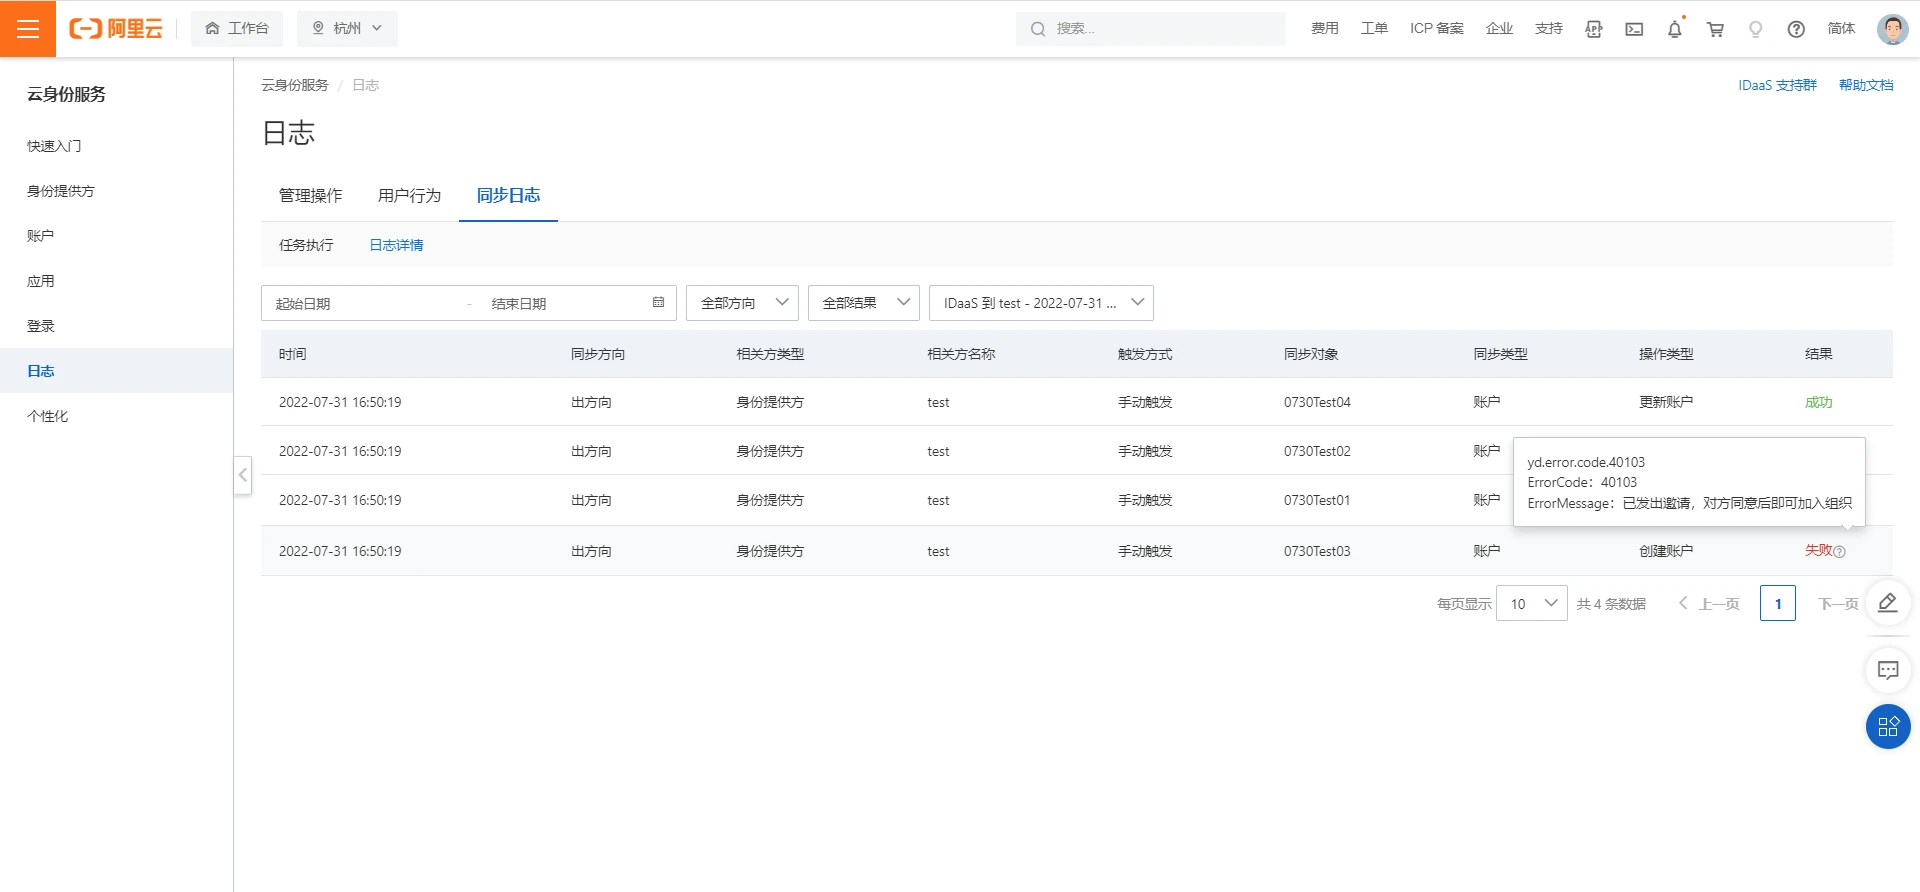 阿里云
工作台
杭州
搜索...
费用
工单
ICP 备案
企业
支持
简体
云身份服务
快速入门
身份提供方
账户
应用
登录
日志
个性化
云身份服务 / 日志
IDaaS 支持群
帮助文档
日志
管理操作 用户行为 同步日志
任务执行 日志详情
起始日期 - 结束日期 全部方向 全部结果 IDaaS 到 test - 2022-07-31 ...
时间 同步方向 相关方类型 相关方名称 触发方式 同步对象 同步类型 操作类型 结果
2022-07-31 16:50:19 出方向 身份提供方 test 手动触发 0730Test04 账户 更新账户 成功
2022-07-31 16:50:19 出方向 身份提供方 test 手动触发 0730Test02 账户
2022-07-31 16:50:19 出方向 身份提供方 test 手动触发 0730Test01 账户
yd.error.code.40103
ErrorCode：40103
ErrorMessage：已发出邀请，对方同意后即可加入组织
2022-07-31 16:50:19 出方向 身份提供方 test 手动触发 0730Test03 账户 创建账户 失败
每页显示 10 共 4 条数据 上一页 1 下一页